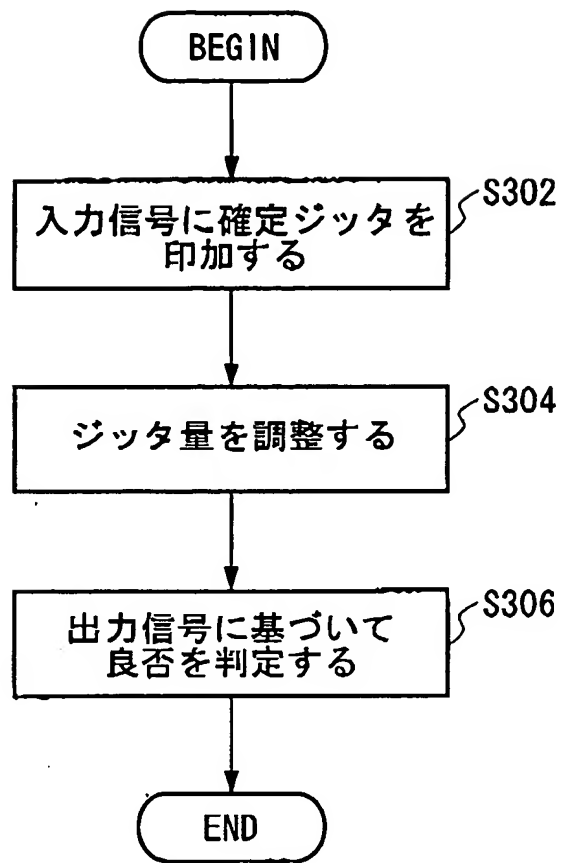 BEGIN
S302
入力信号に確定ジッタを
印加する
S304
ジッタ量を調整する
S306
出力信号に基づいて
良否を判定する
END